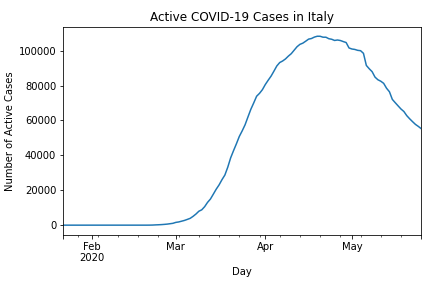 Active COVID-19 Cases in Italy
Number of Active Cases
100000
80000
60000
40000
20000
0
Feb
2020
Mar
Apr
May
Day